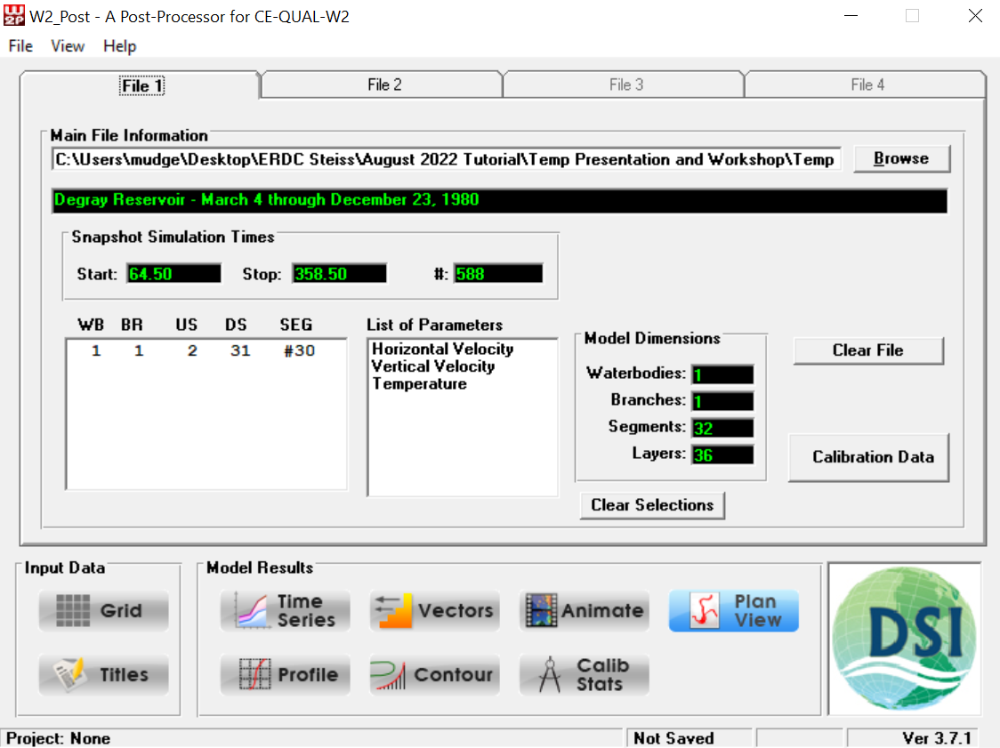 W2_Post - A Post-Processor for CE-QUAL-W2
File View Help
File 1 File 2 File 3 File 4
Main File Information
C:\Users\mudge\Desktop\ERDC Steiss\August 2022 Tutorial\Temp Presentation and Workshop\Temp Browse
Degray Reservoir - March 4 through December 23, 1980
Snapshot Simulation Times
Start: 64.50 Stop: 358.50 #: 588
WB BR US DS SEG
1 1 2 31 #30
List of Parameters
Horizontal Velocity
Vertical Velocity
Temperature
Model Dimensions
Waterbodies: 1
Branches: 1
Segments: 32
Layers: 36
Clear File
Calibration Data
Clear Selections
Input Data
Grid
Titles
Model Results
Time
Series
Vectors
Animate
Plan
View
Profile
Contour
Calib
Stats
DSI
Project: None Not Saved Ver 3.7.1